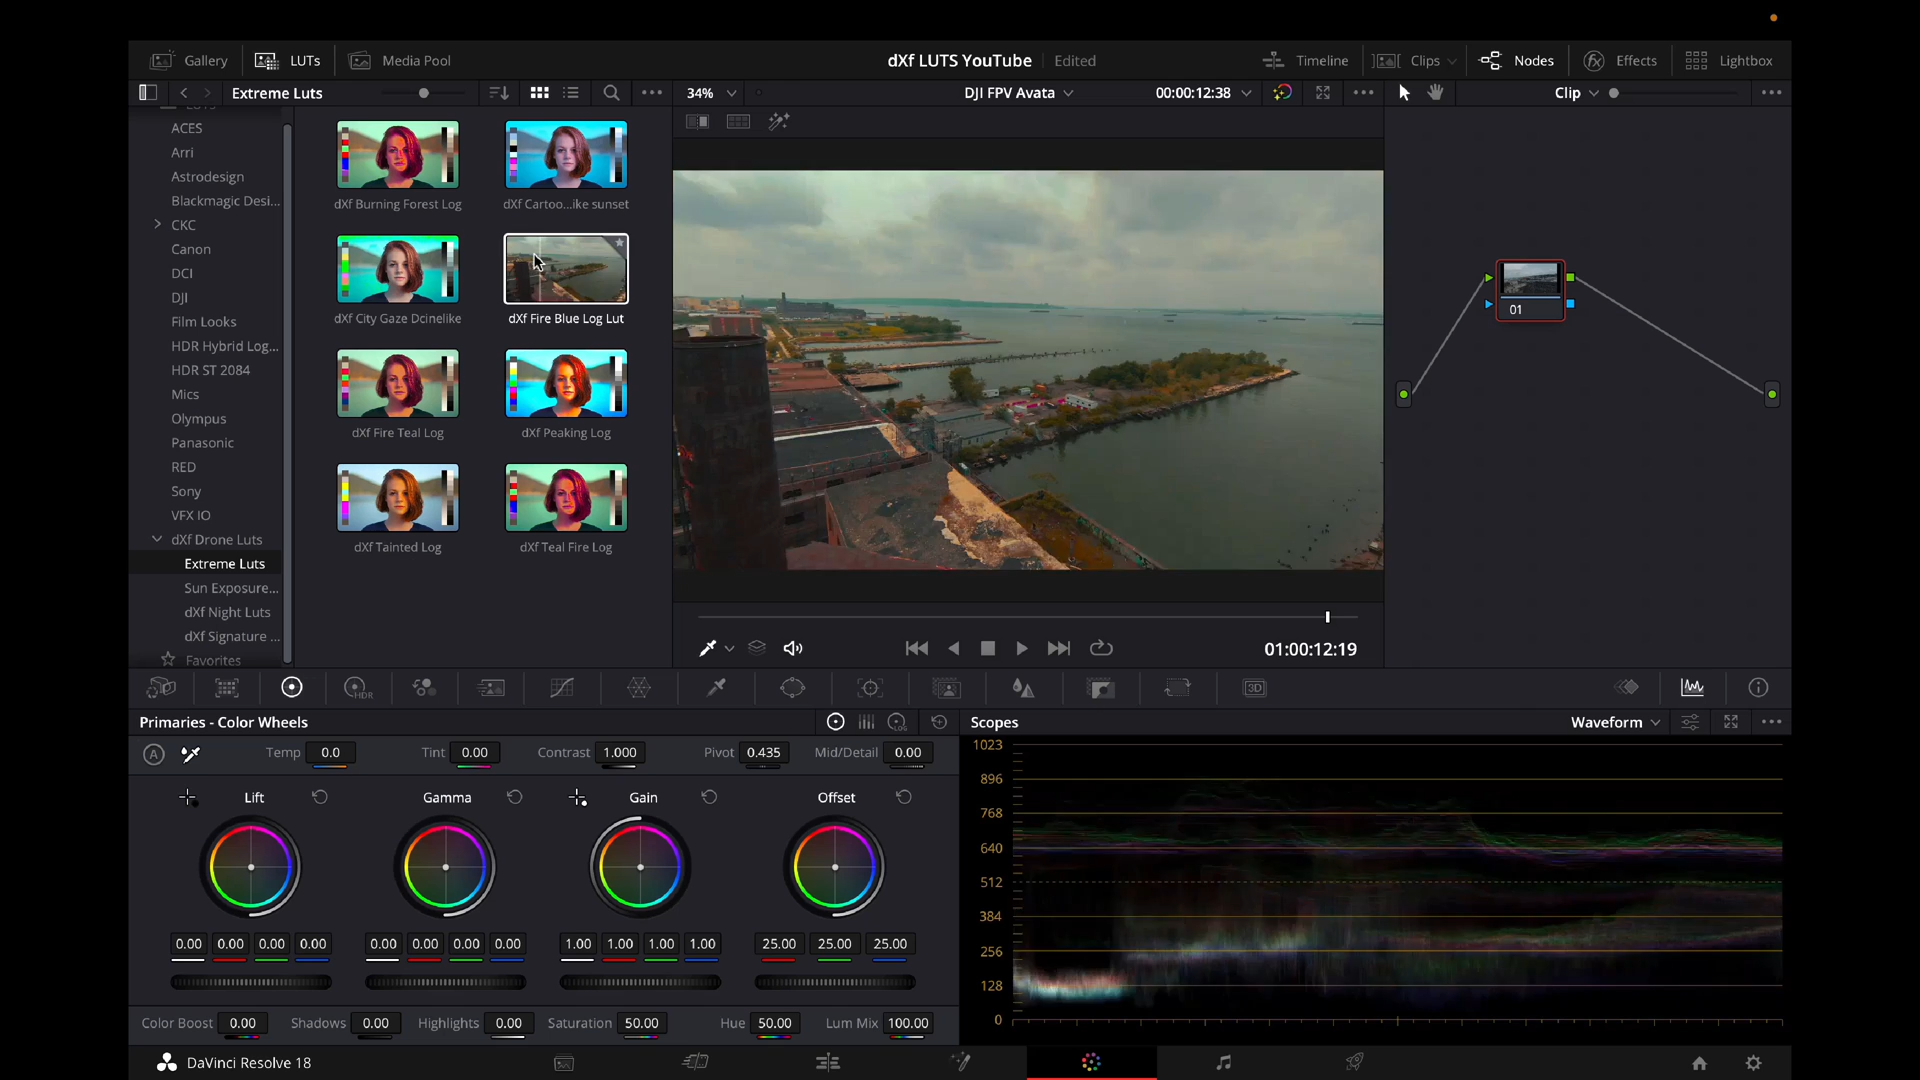 Gallery LUTs Media Pool dXf LUTS YouTube Edited Timeline Clips Nodes Effects Lightbox
Extreme Luts 34% DJI FPV Avata 00:00:12:38 Clip
ACES
Arri
Astrodesign
Blackmagic Desi...
CKC
Canon
DCI
DJI
Film Looks
HDR Hybrid Log...
HDR ST 2084
Mics
Olympus
Panasonic
RED
Sony
VFX IO
dXf Drone Luts
Extreme Luts
Sun Exposure...
dXf Night Luts
dXf Signature ...
Favorites
dXf Burning Forest Log dXf Cartoo...ike sunset
dXf City Gaze Dcinelike dXf Fire Blue Log Lut
dXf Fire Teal Log dXf Peaking Log
dXf Tainted Log dXf Teal Fire Log
01
01:00:12:19
HDR 3D
Primaries - Color Wheels
A Temp 0.0 Tint 0.00 Contrast 1.000 Pivot 0.435 Mid/Detail 0.00
Lift Gamma Gain Offset
0.00 0.00 0.00 0.00 0.00 0.00 0.00 0.00 1.00 1.00 1.00 1.00 25.00 25.00 25.00
Color Boost 0.00 Shadows 0.00 Highlights 0.00 Saturation 50.00 Hue 50.00 Lum Mix 100.00
Scopes Waveform
1023
896
768
640
512
384
256
128
0
DaVinci Resolve 18